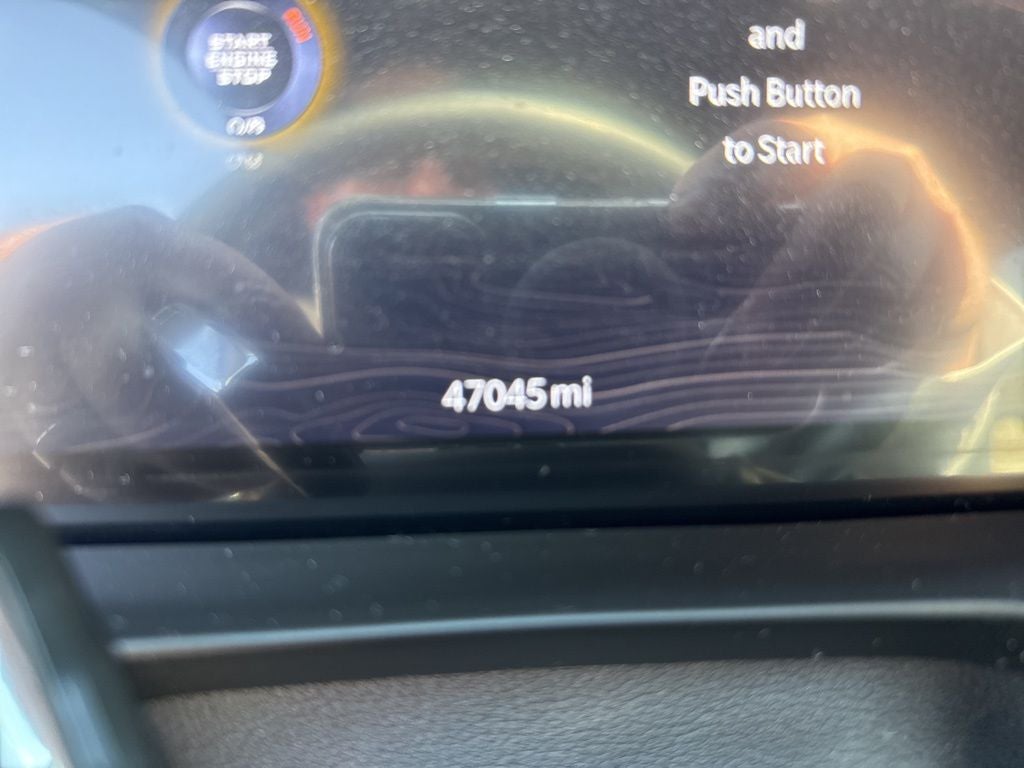 START
ENGINE
STOP
and
Push Button
to Start
47045 mi